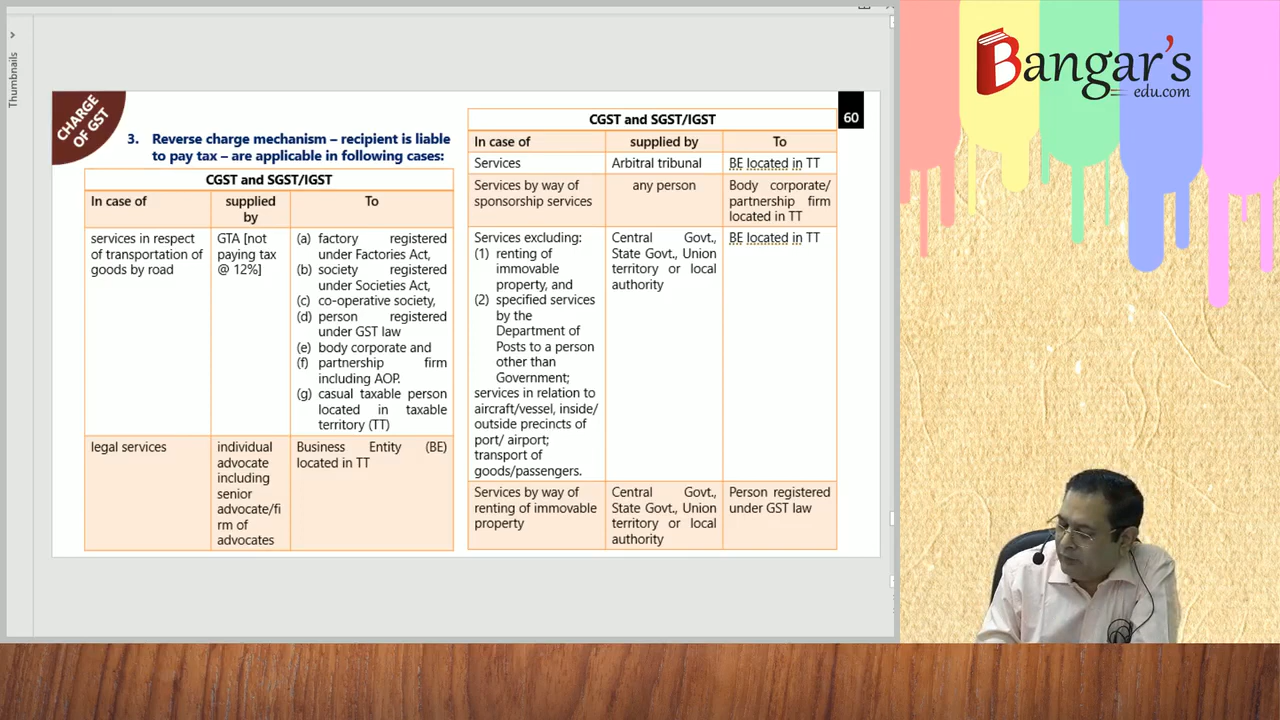 Thumbnails
CHARGE
OF GST
3. Reverse charge mechanism – recipient is liable
to pay tax – are applicable in following cases:
CGST and SGST/IGST
In case of
supplied
by
To
services in respect
of transportation of
goods by road
GTA [not
paying tax
@ 12%]
(a) factory registered
under Factories Act,
(b) society registered
under Societies Act,
(c) co-operative society,
(d) person registered
under GST law
(e) body corporate and
(f) partnership firm
including AOP.
(g) casual taxable person
located in taxable
territory (TT)
legal services
individual
advocate
including
senior
advocate/fi
rm of
advocates
Business Entity (BE)
located in TT
60
CGST and SGST/IGST
In case of
supplied by
To
Services
Arbitral tribunal
BE located in TT
Services by way of
sponsorship services
any person
Body corporate/
partnership firm
located in TT
Services excluding:
(1) renting of
immovable
property, and
(2) specified services
by the
Department of
Posts to a person
other than
Government;
services in relation to
aircraft/vessel, inside/
outside precincts of
port/ airport;
transport of
goods/passengers.
Central Govt.,
State Govt., Union
territory or local
authority
BE located in TT
Services by way of
renting of immovable
property
Central Govt.,
State Govt., Union
territory or local
authority
Person registered
under GST law
Bangar's
edu.com